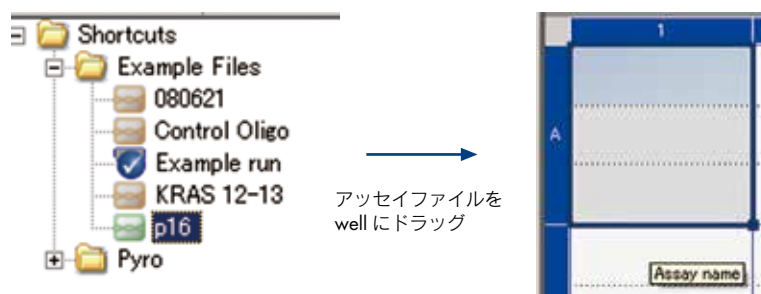 Shortcuts
Example Files
080621
Control Oligo
Example run
KRAS 12-13
p16
Pyro
アッセイファイルを
well にドラッグ
1
A
Assay name